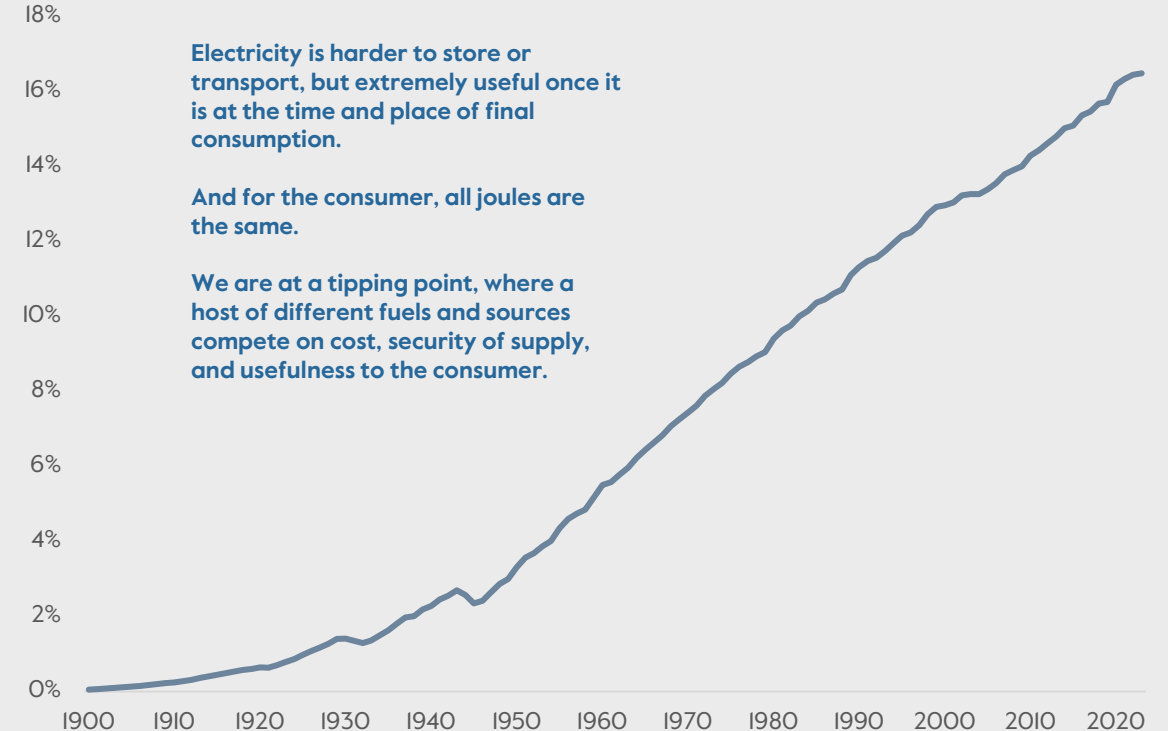 18%
Electricity is harder to store or
transport, but extremely useful once it
is at the time and place of final
consumption.
And for the consumer, all joules are
the same.
We are at a tipping point, where a
host of different fuels and sources
compete on cost, security of supply,
and usefulness to the consumer.
16%
14%
12%
10%
8%
6%
4%
2%
0%
1900 1910 1920 1930 1940 1950 1960 1970 1980 1990 2000 2010 2020